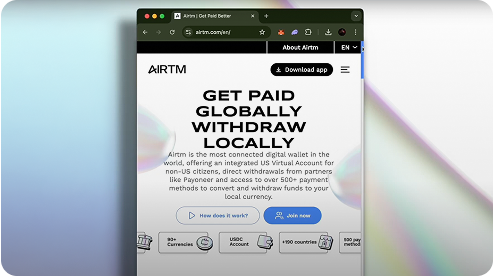 Airtm | Get Paid Better
airtm.com/en/
About Airtm
EN
AIRTM
Download app
GET PAID
GLOBALLY
WITHDRAW
LOCALLY
Airtm is the most connected digital wallet in the
world, offering an integrated US Virtual Account for
non-US citizens, direct withdrawals from partners
like Payoneer and access to over 500+ payment
methods to convert and withdraw funds to your
local currency.
How does it work?
Join now
90+
Currencies
USDC
Account
+190 countries
500 pay
method